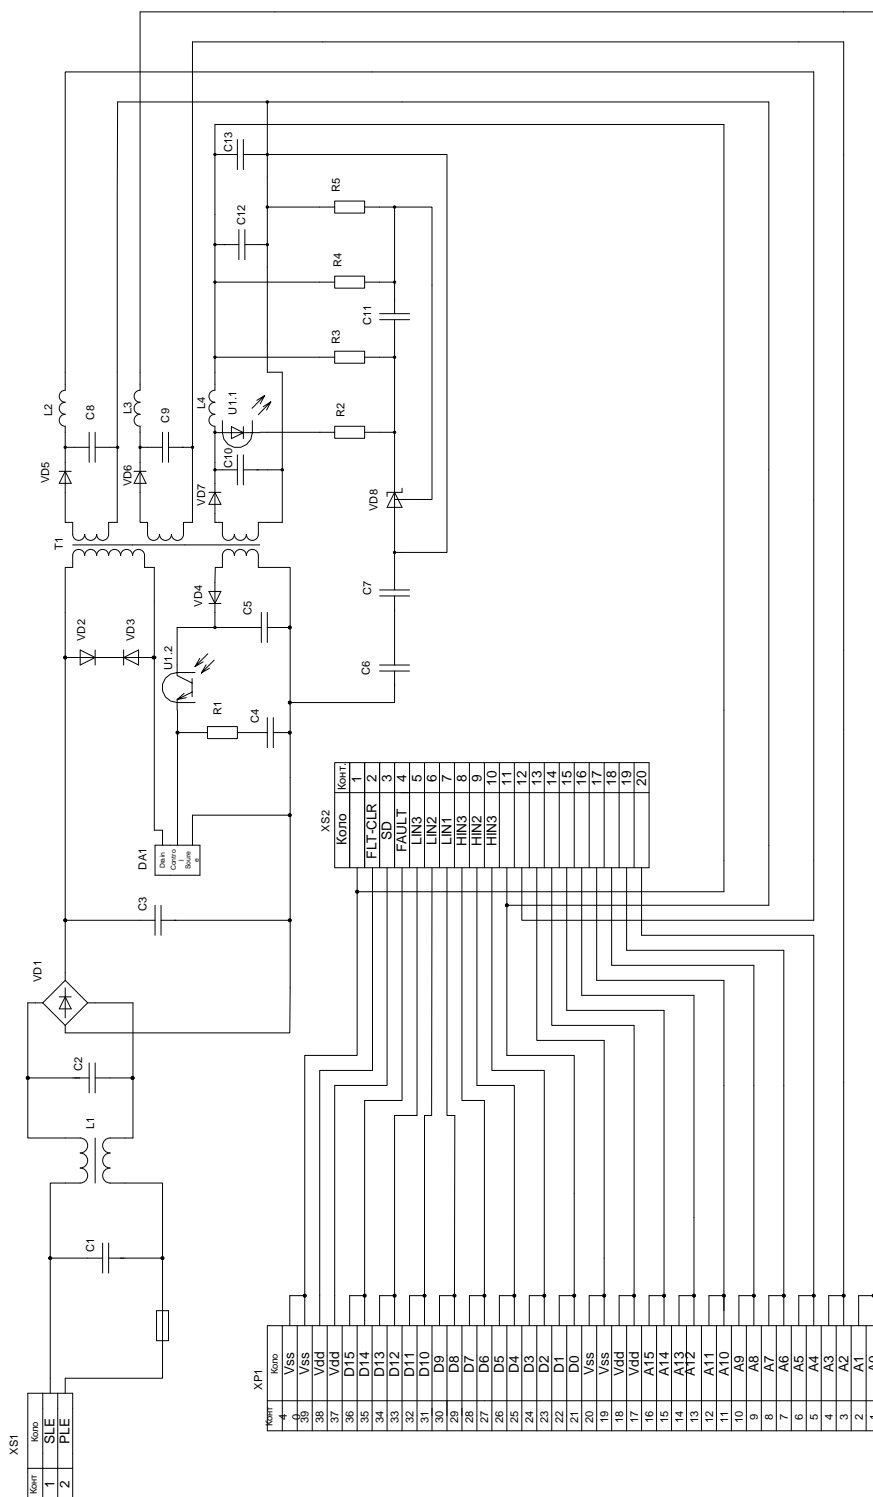 C13
R5
C12
R4
C11
R3
L2
C8
L3
C9
L4
U1.1
R2
VD5
VD6
C10
VD7
VD8
T1
C7
VD4
C5
VD2
VD3
U1.2
C6
R1
C4
XS2
Коло Конт.
1
FLT-CLR 2
SD 3
FAULT 4
LIN3 5
LIN2 6
LIN1 7
HIN3 8
HIN2 9
HIN3 10
11
12
13
14
15
16
17
18
19
20
DA1
Drain
Contro
l
Sourc
e
C3
VD1
C2
L1
C1
XP1
Конт Коло
4
0 Vss
39 Vss
38 Vdd
37 Vdd
36 D15
35 D14
34 D13
33 D12
32 D11
31 D10
30 D9
29 D8
28 D7
27 D6
26 D5
25 D4
24 D3
23 D2
22 D1
21 D0
20 Vss
19 Vss
18 Vdd
17 Vdd
16 A15
15 A14
14 A13
13 A12
12 A11
11 A10
10 A9
9 A8
8 A7
7 A6
6 A5
5 A4
4 A3
3 A2
2 A1
1 A0
XS1
Конт Коло
1 SLE
2 PLE